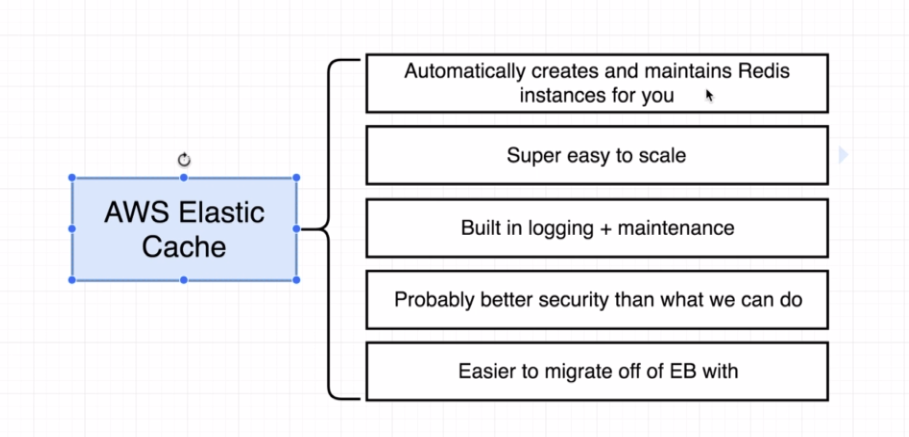 AWS Elastic
Cache
Automatically creates and maintains Redis
instances for you
Super easy to scale
Built in logging + maintenance
Probably better security than what we can do
Easier to migrate off of EB with